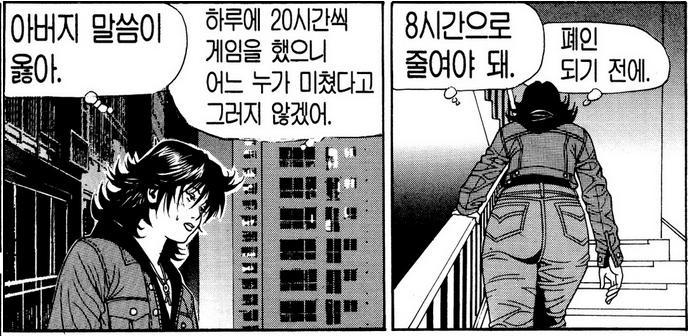 아버지 말씀이
옳아.
하루에 20시간씩
게임을 했으니
어느 누가 미쳤다고
그러지 않겠어.
8시간으로
줄여야 돼.
폐인
되기 전에.